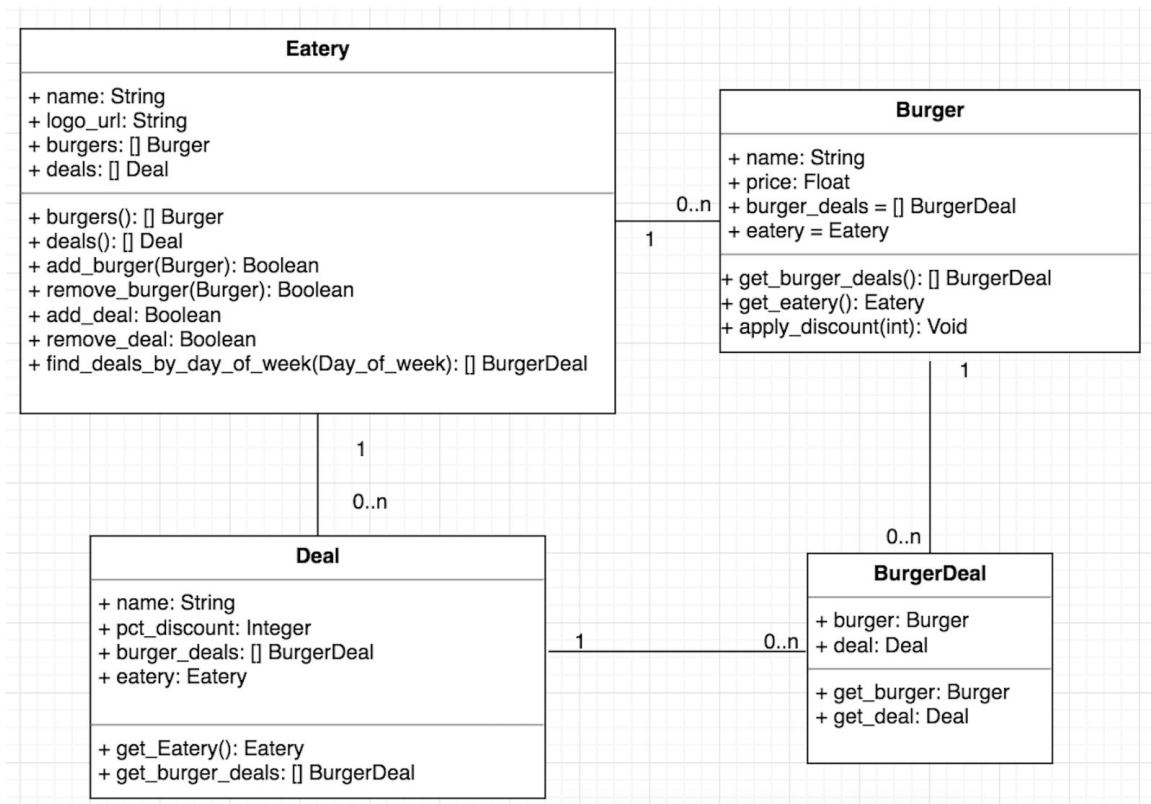 Eatery
+ name: String
+ logo_url: String
+ burgers: [] Burger
+ deals: [] Deal
+ burgers(): [] Burger
+ deals(): [] Deal
+ add_burger(Burger): Boolean
+ remove_burger(Burger): Boolean
+ add_deal: Boolean
+ remove_deal: Boolean
+ find_deals_by_day_of_week(Day_of_week): [] BurgerDeal
0..n
1
Burger
+ name: String
+ price: Float
+ burger_deals = [] BurgerDeal
+ eatery = Eatery
+ get_burger_deals(): [] BurgerDeal
+ get_eatery(): Eatery
+ apply_discount(int): Void
1
0..n
1
0..n
Deal
+ name: String
+ pct_discount: Integer
+ burger_deals: [] BurgerDeal
+ eatery: Eatery
+ get_Eatery(): Eatery
+ get_burger_deals: [] BurgerDeal
1
0..n
BurgerDeal
+ burger: Burger
+ deal: Deal
+ get_burger: Burger
+ get_deal: Deal